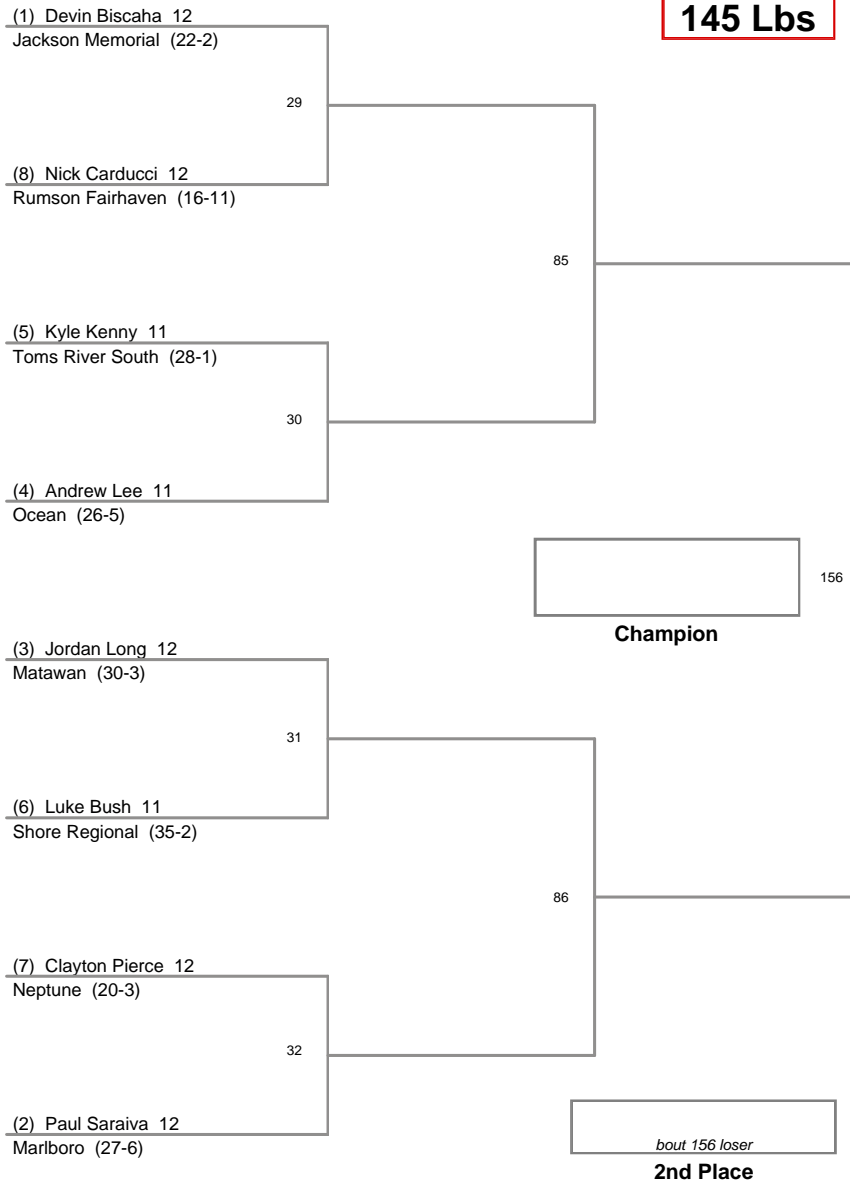 (1) Devin Biscaha 12
145 Lbs
Jackson Memorial (22-2)
29
(8) Nick Carducci 12
Rumson Fairhaven (16-11)
85
(5) Kyle Kenny 11
Toms River South (28-1)
30
(4) Andrew Lee 11
Ocean (26-5)
156
Champion
(3) Jordan Long 12
Matawan (30-3)
31
(6) Luke Bush 11
Shore Regional (35-2)
86
(7) Clayton Pierce 12
Neptune (20-3)
32
(2) Paul Saraiva 12
Marlboro (27-6)
bout 156 loser
2nd Place